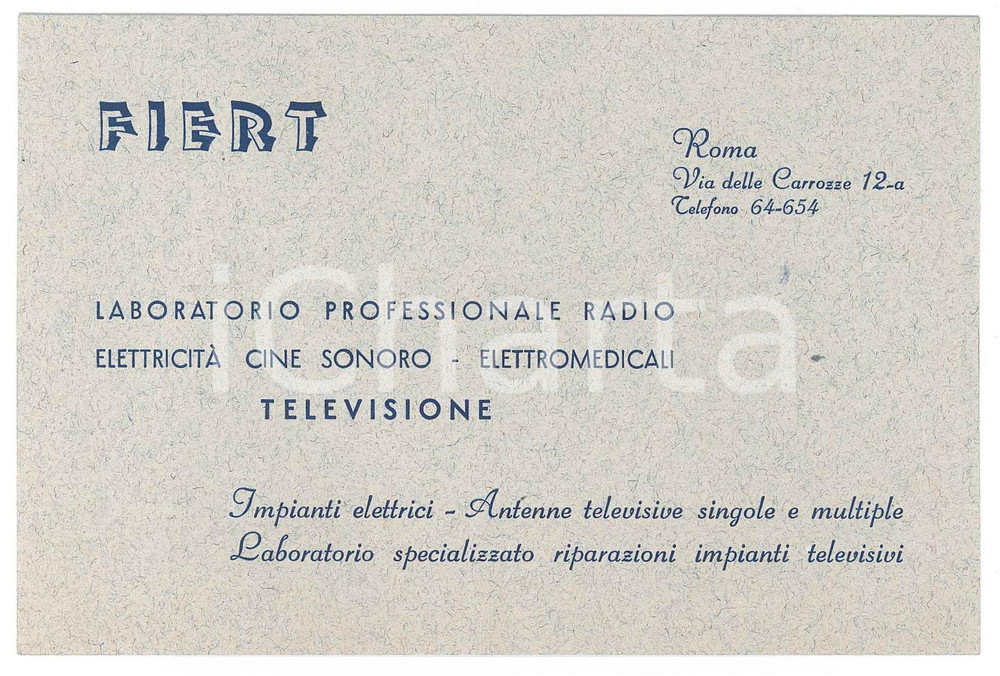 FIERT
Roma
Via delle Carrozze 12-a
Telefono 64-654
LABORATORIO PROFESSIONALE RADIO
ELETTRICITÀ CINE SONORO - ELETTROMEDICALI
TELEVISIONE
Impianti elettrici - Antenne televisive singole e multiple
Laboratorio specializzato riparazioni impianti televisivi
iCharta